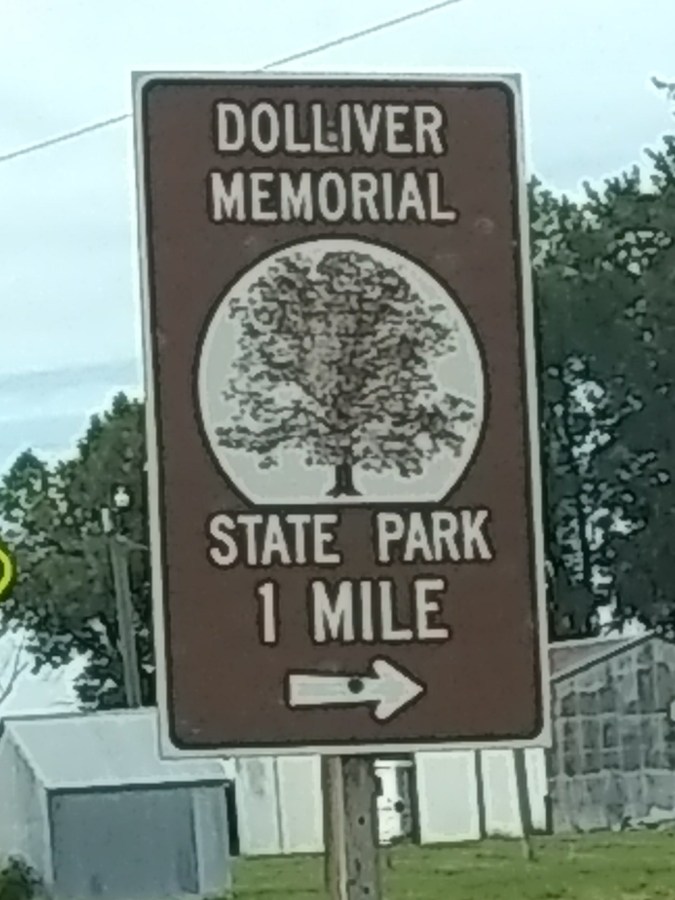 DOLLIVER
MEMORIAL
STATE PARK
1 MILE